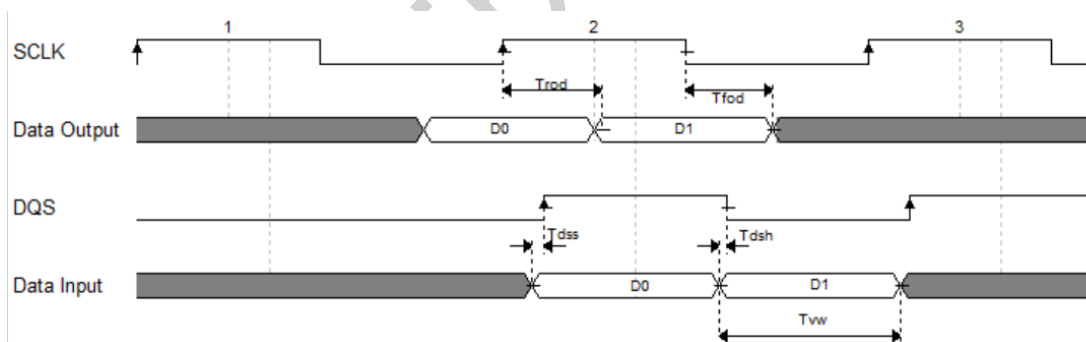 1 2 3
SCLK
Trod
Tfod
Data Output D0 D1
DQS
Tdss Tdsh
Data Input D0 D1
Tvw